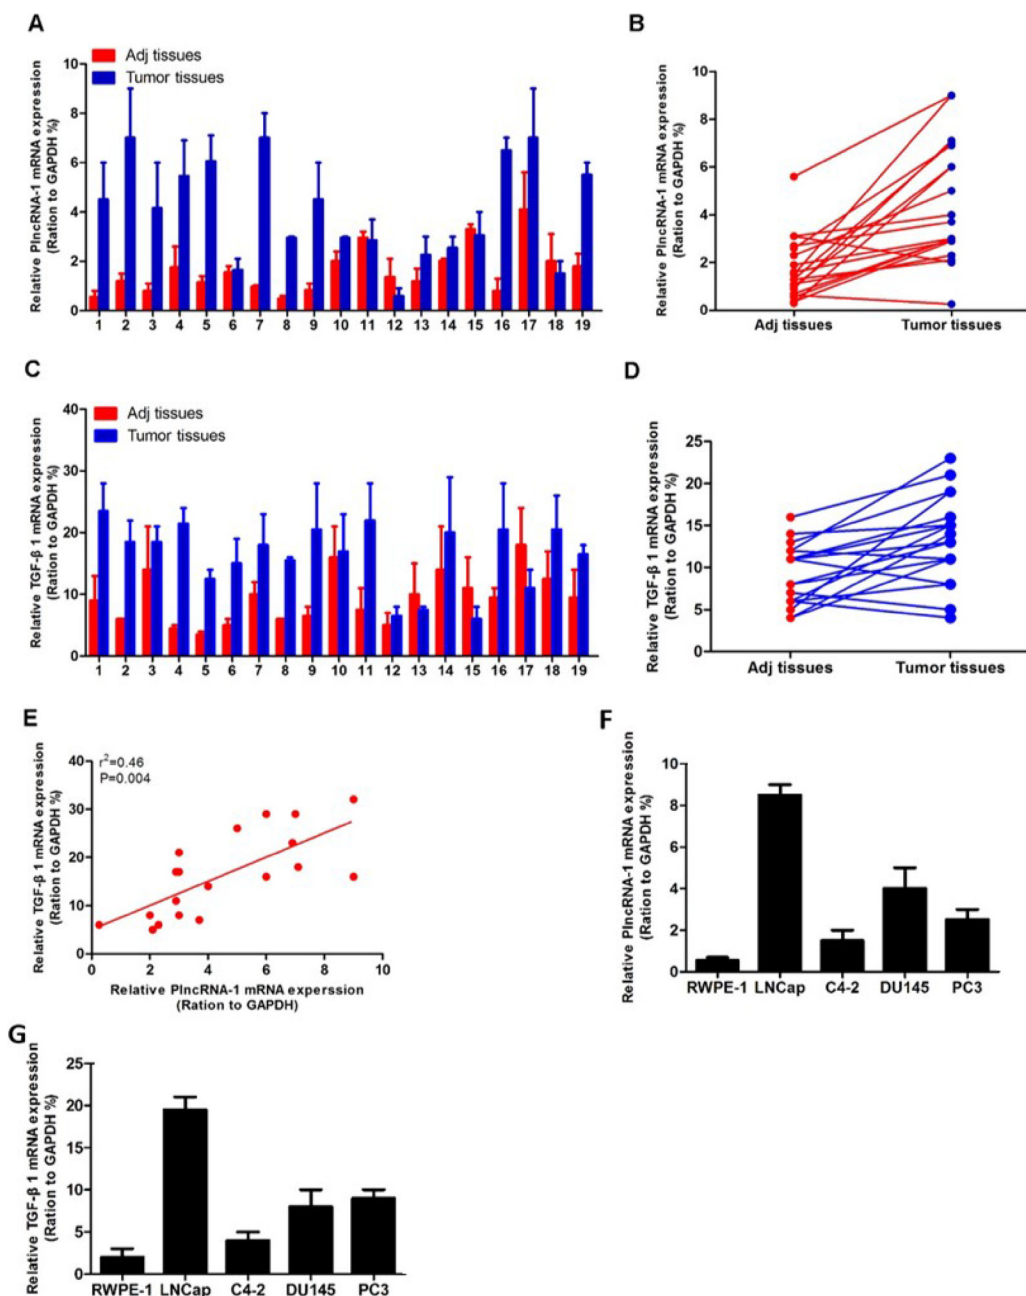 A
Adj tissues
Tumor tissues
Relative PlncRNA-1 mRNA expression
(Ration to GAPDH %)
10
8
6
4
2
0
1 2 3 4 5 6 7 8 9 10 11 12 13 14 15 16 17 18 19
B
Relative PlncRNA-1 mRNA expression
(Ration to GAPDH %)
10
8
6
4
2
0
Adj tissues Tumor tissues
C
Adj tissues
Tumor tissues
Relative TGF-β 1 mRNA expression
(Ration to GAPDH %)
40
30
20
10
0
1 2 3 4 5 6 7 8 9 10 11 12 13 14 15 16 17 18 19
D
Relative TGF-β 1 mRNA expression
(Ration to GAPDH %)
25
20
15
10
5
0
Adj tissues Tumor tissues
E
r²=0.46
P=0.004
Relative TGF-β 1 mRNA expression
(Ration to GAPDH %)
40
30
20
10
0
0 2 4 6 8 10
Relative PlncRNA-1 mRNA experssion
(Ration to GAPDH)
F
Relative PlncRNA-1 mRNA expression
(Ration to GAPDH %)
10
8
6
4
2
0
RWPE-1 LNCap C4-2 DU145 PC3
G
Relative TGF-β 1 mRNA expression
(Ration to GAPDH %)
25
20
15
10
5
0
RWPE-1 LNCap C4-2 DU145 PC3